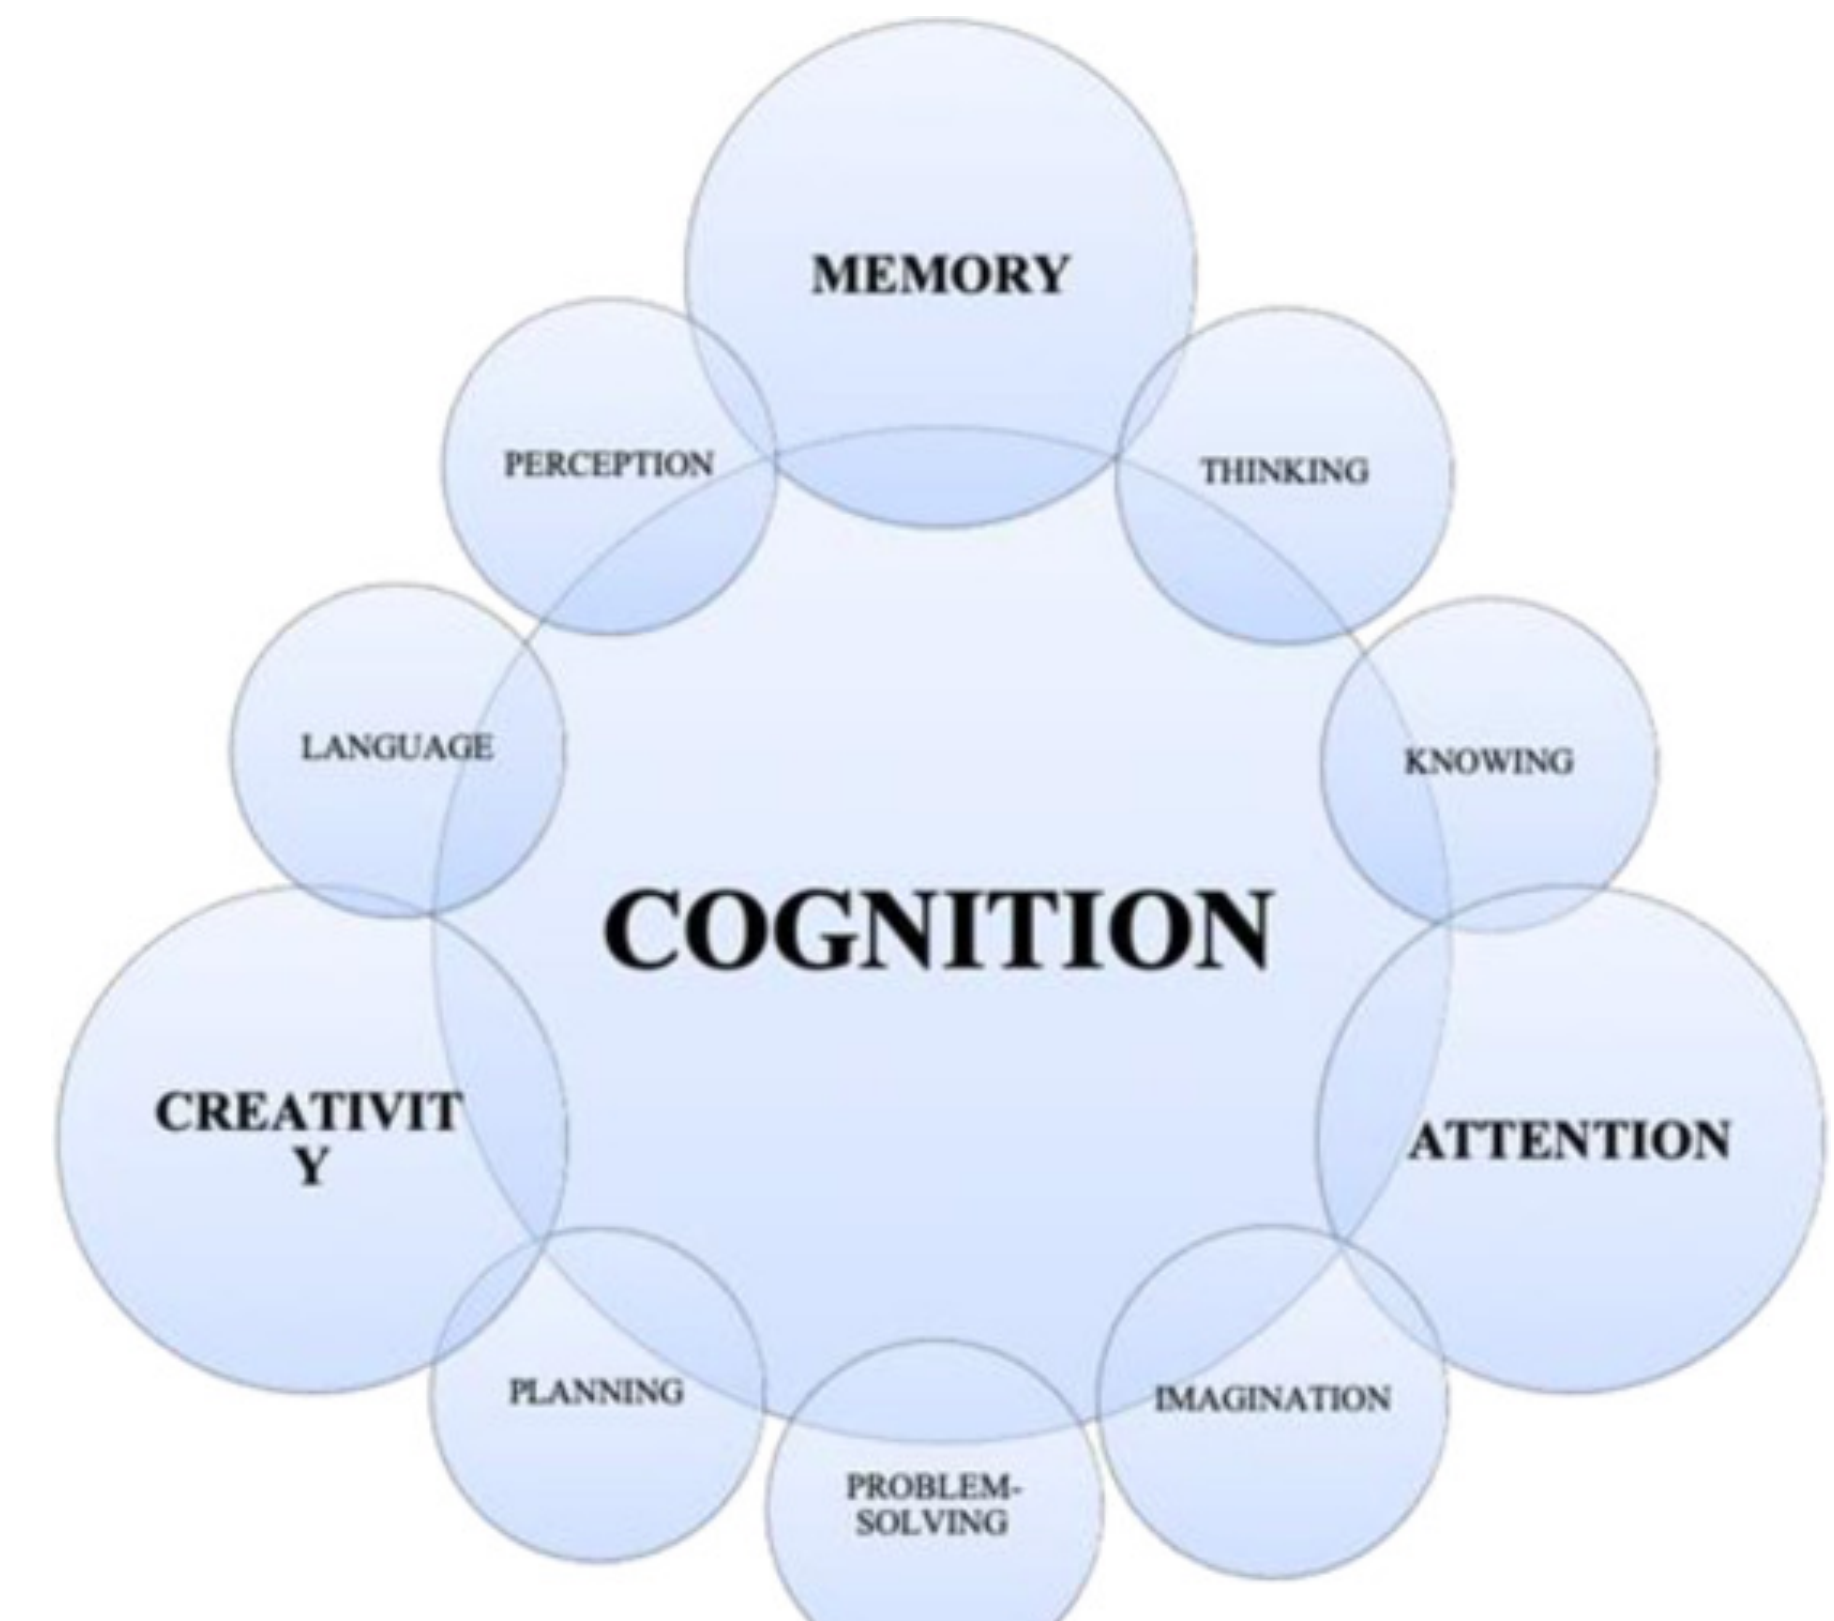 MEMORY
PERCEPTION
THINKING
LANGUAGE
KNOWING
COGNITION
CREATIVIT
Y
ATTENTION
PLANNING
IMAGINATION
PROBLEM-
SOLVING